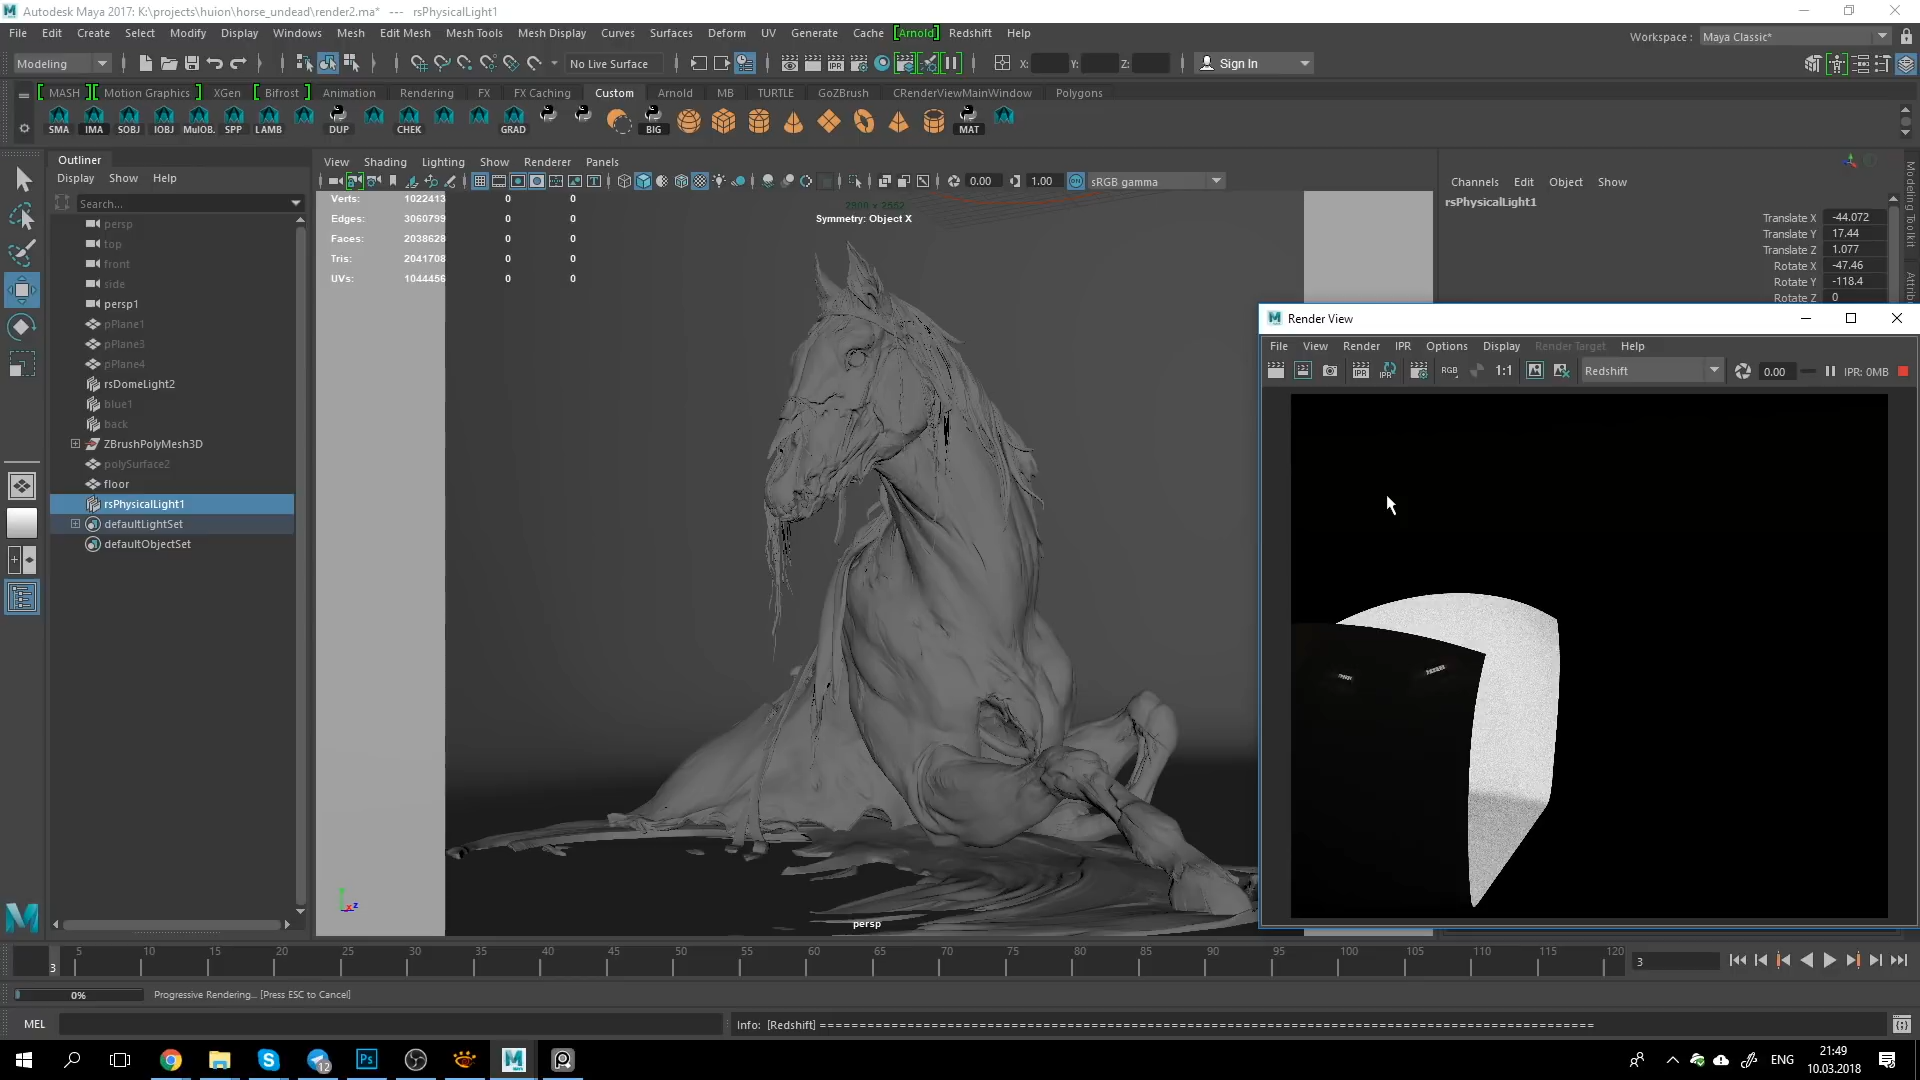 Autodesk Maya 2017: K:\projects\huion\horse_undead\render2.ma* --- rsPhysicalLight1
File Edit Create Select Modify Display Windows Mesh Edit Mesh Mesh Tools Mesh Display Curves Surfaces Deform UV Generate Cache [Arnold] Redshift Help
Workspace : Maya Classic*
Modeling No Live Surface X: Y: Z: Sign In
MASH Motion Graphics XGen Bifrost Animation Rendering FX FX Caching Custom Arnold MB TURTLE GoZBrush CRenderViewMainWindow Polygons
SMA IMA SOBJ IOBJ MulOB. SPP LAMB DUP CHEK GRAD BIG MAT
Outliner
Display Show Help
Search...
persp
top
front
side
persp1
pPlane1
pPlane3
pPlane4
rsDomeLight2
blue1
back
ZBrushPolyMesh3D
polySurface2
floor
rsPhysicalLight1
defaultLightSet
defaultObjectSet
View Shading Lighting Show Renderer Panels
0.00 1.00 sRGB gamma
Verts: 1022413 0 0
Edges: 3060799 0 0
Faces: 2038628 0 0
Tris: 2041708 0 0
UVs: 1044456 0 0
Symmetry: Object X
persp
Channels Edit Object Show
rsPhysicalLight1
Translate X -44.072
Translate Y 17.44
Translate Z 1.077
Rotate X -47.46
Rotate Y -118.4
Rotate Z 0
Modeling Toolkit
Render View
File View Render IPR Options Display Render Target Help
IPR IPR RGB 1:1 Redshift 0.00 IPR: 0MB
3 5 10 15 20 25 30 35 40 45 50 55 60 65 70 75 80 85 90 95 100 105 110 115 120
3
0% Progressive Rendering... [Press ESC to Cancel]
MEL
Info: [Redshift] =================================================================================================
12
Ps
ENG
21:49
10.03.2018